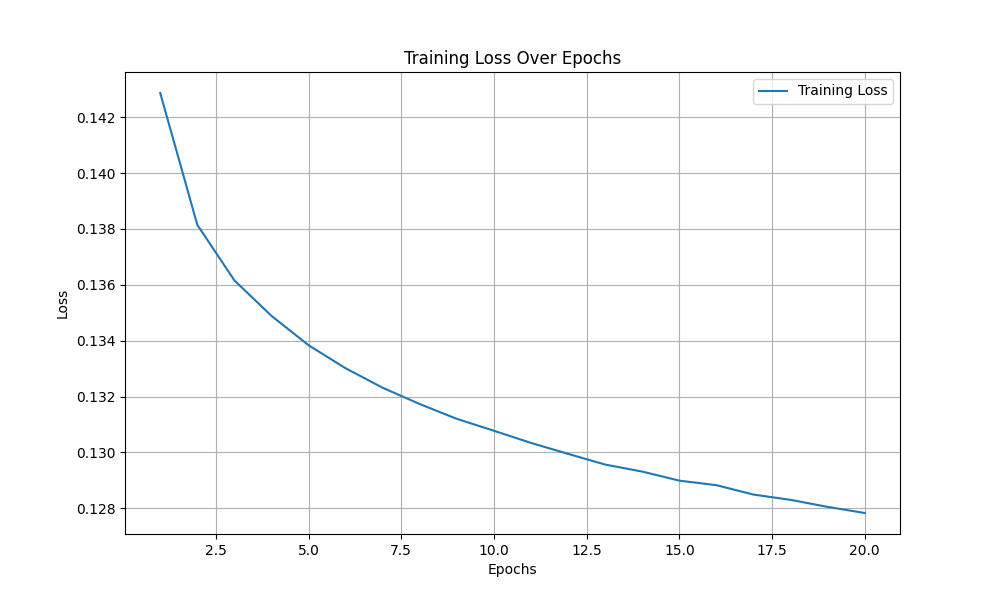 Training Loss Over Epochs
Training Loss
0.142
0.140
0.138
0.136
0.134
0.132
0.130
0.128
Loss
2.5 5.0 7.5 10.0 12.5 15.0 17.5 20.0
Epochs